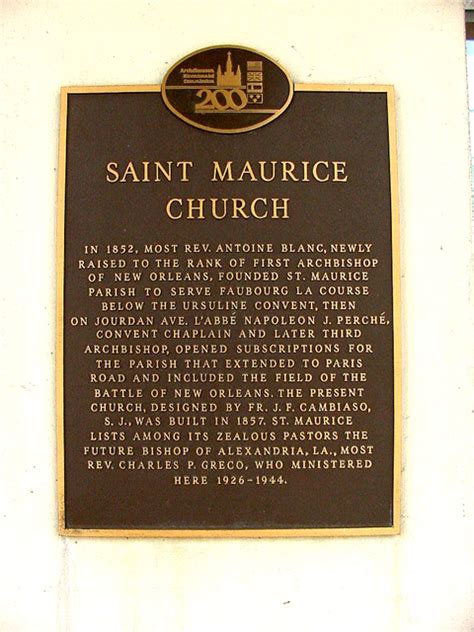 Archdiocesan
Bicentennial
Commission
200
SAINT MAURICE
CHURCH
IN 1852, MOST REV. ANTOINE BLANC, NEWLY
RAISED TO THE RANK OF FIRST ARCHBISHOP
OF NEW ORLEANS, FOUNDED ST. MAURICE
PARISH TO SERVE FAUBOURG LA COURSE
BELOW THE URSULINE CONVENT, THEN
ON JOURDAN AVE. L'ABBÉ NAPOLEON J. PERCHÉ,
CONVENT CHAPLAIN AND LATER THIRD
ARCHBISHOP, OPENED SUBSCRIPTIONS FOR
THE PARISH THAT EXTENDED TO PARIS
ROAD AND INCLUDED THE FIELD OF THE
BATTLE OF NEW ORLEANS. THE PRESENT
CHURCH, DESIGNED BY FR. J. F. CAMBIASO,
S. J., WAS BUILT IN 1857. ST. MAURICE
LISTS AMONG ITS ZEALOUS PASTORS THE
FUTURE BISHOP OF ALEXANDRIA, LA., MOST
REV. CHARLES P. GRECO, WHO MINISTERED
HERE 1926-1944.